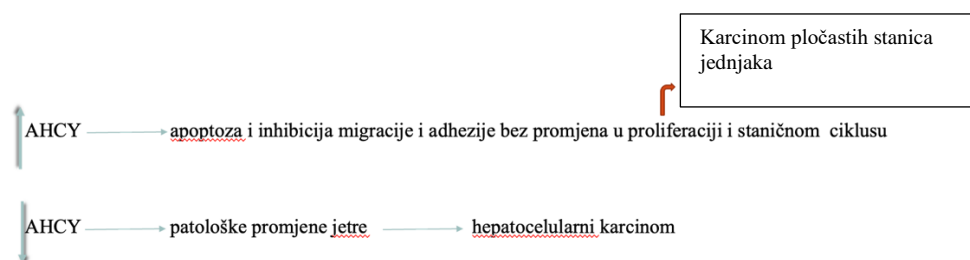 Karcinom pločastih stanica
jednjaka
AHCY apoptoza i inhibicija migracije i adhezije bez promjena u proliferaciji i staničnom ciklusu
AHCY patološke promjene jetre hepatocelularni karcinom